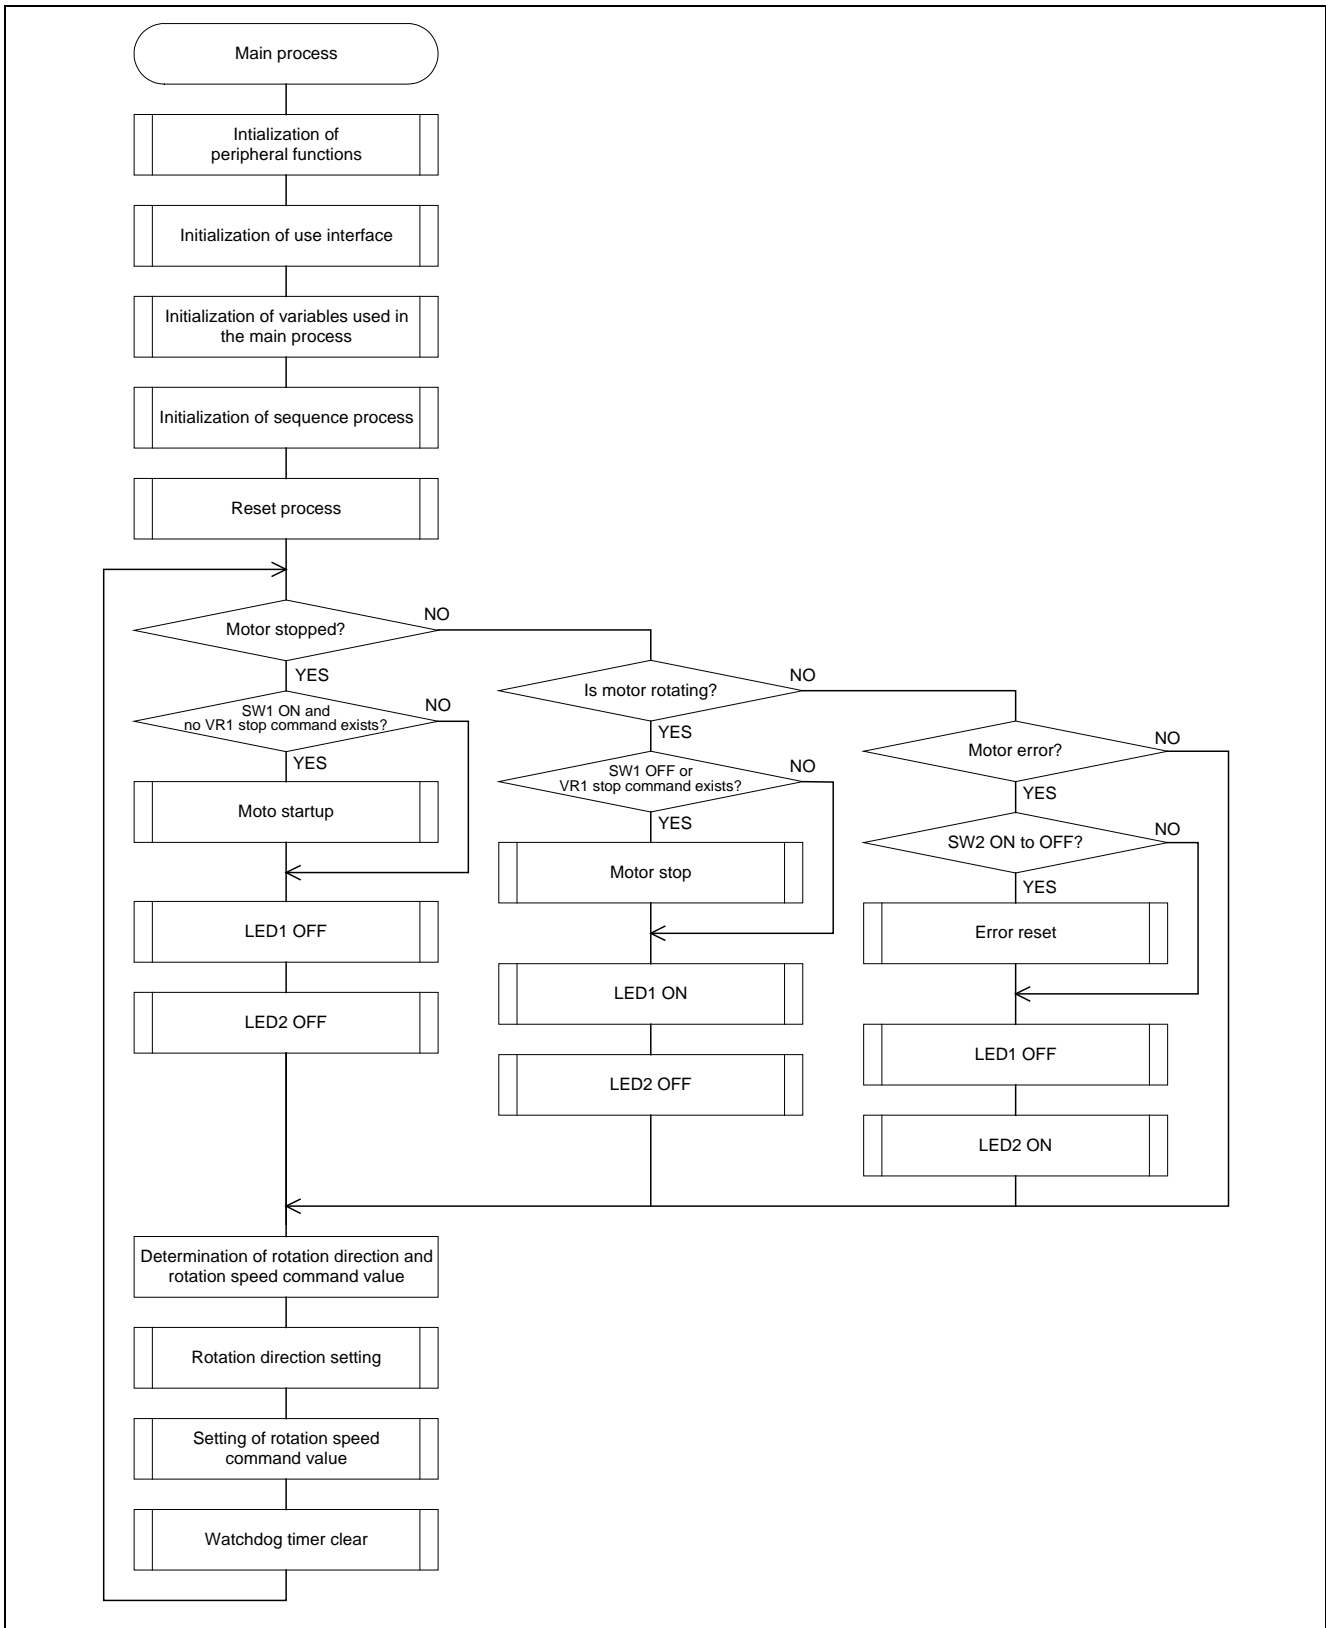 Main process
Intialization of
peripheral functions
Initialization of use interface
Initialization of variables used in
the main process
Initialization of sequence process
Reset process
Motor stopped?
NO
YES
SW1 ON and
no VR1 stop command exists?
NO
YES
Moto startup
LED1 OFF
LED2 OFF
Is motor rotating?
NO
YES
SW1 OFF or
VR1 stop command exists?
NO
YES
Motor stop
LED1 ON
LED2 OFF
Motor error?
NO
YES
SW2 ON to OFF?
NO
YES
Error reset
LED1 OFF
LED2 ON
Determination of rotation direction and
rotation speed command value
Rotation direction setting
Setting of rotation speed
command value
Watchdog timer clear